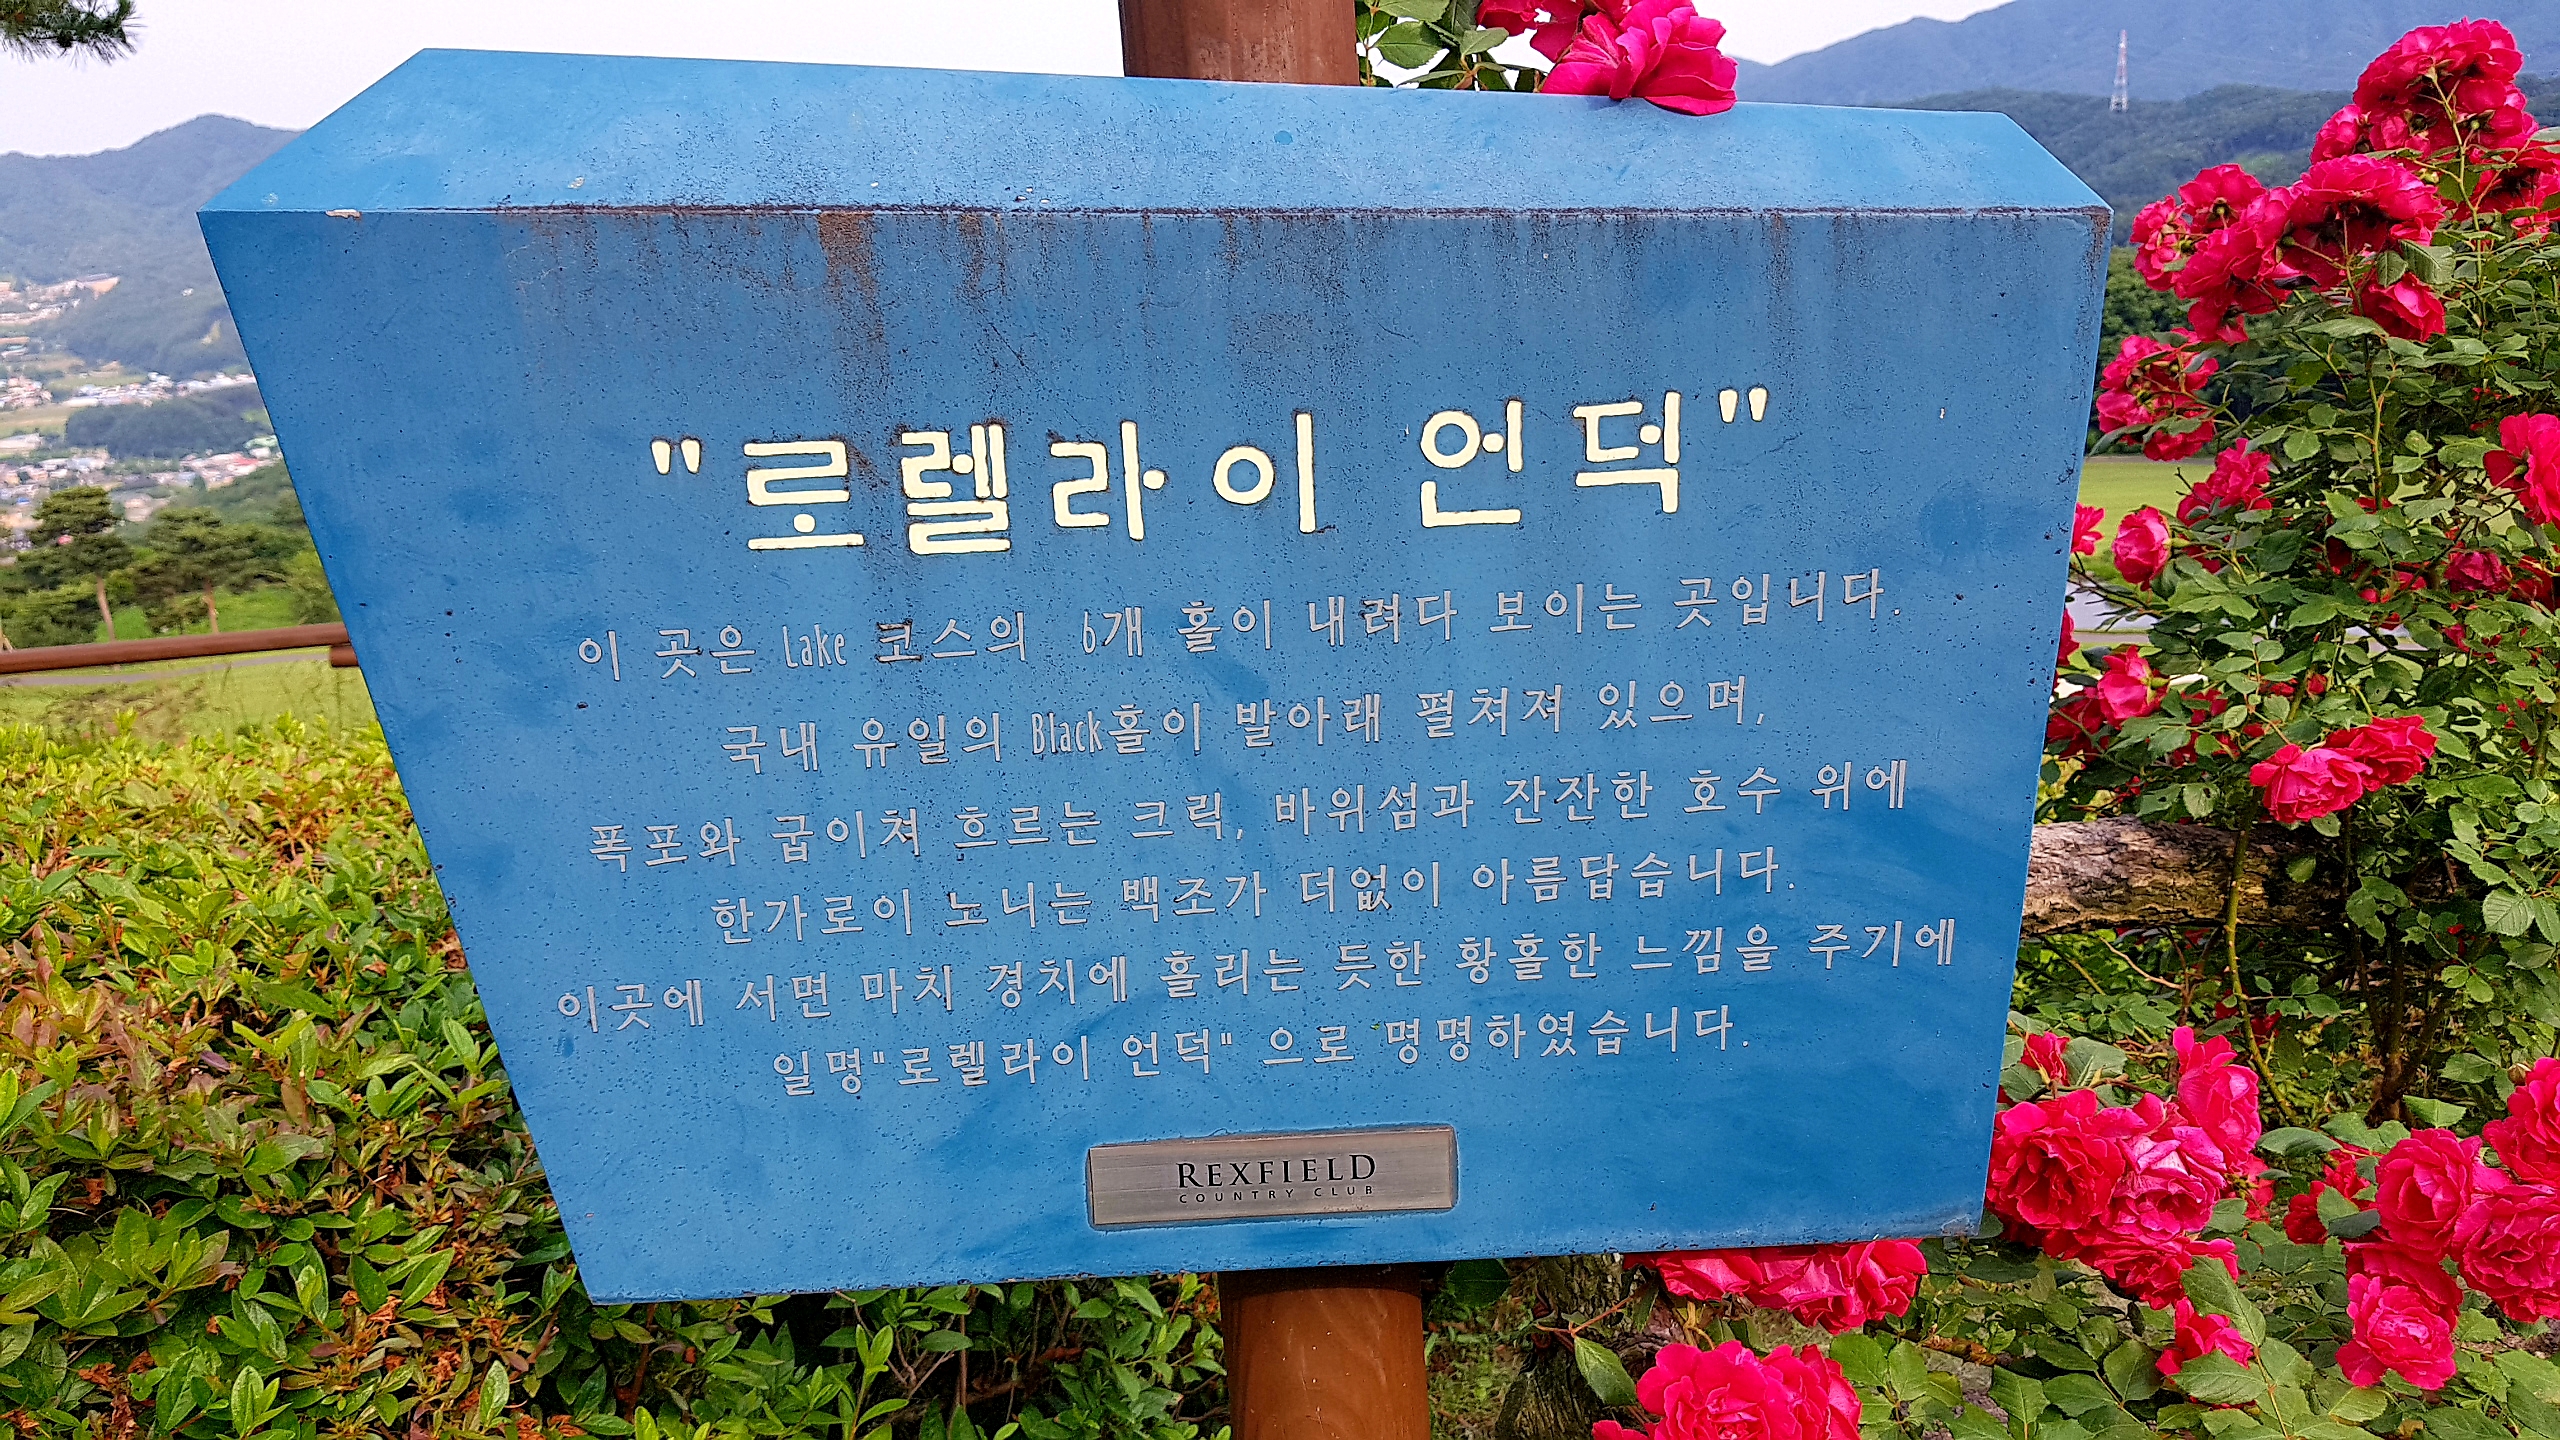 "로렐라이 언덕"
이 곳은 Lake 코스의 6개 홀이 내려다 보이는 곳입니다.
국내 유일의 Black홀이 발아래 펼쳐져 있으며,
폭포와 굽이쳐 흐르는 크릭, 바위섬과 잔잔한 호수 위에
한가로이 노니는 백조가 더없이 아름답습니다.
이곳에 서면 마치 경치에 홀리는 듯한 황홀한 느낌을 주기에
일명"로렐라이 언덕" 으로 명명하였습니다.
REXFIELD
COUNTRY CLUB